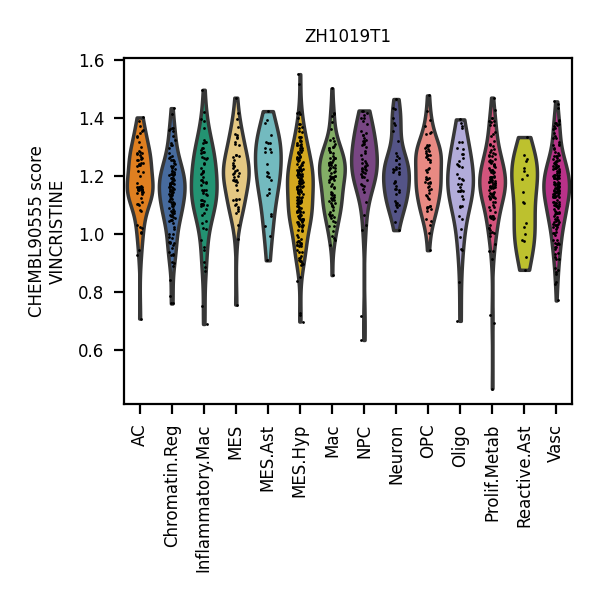 ZH1019T1
CHEMBL90555 score
VINCRISTINE
1.6
1.4
1.2
1.0
0.8
0.6
AC
Chromatin.Reg
Inflammatory.Mac
MES
MES.Ast
MES.Hyp
Mac
NPC
Neuron
OPC
Oligo
Prolif.Metab
Reactive.Ast
Vasc